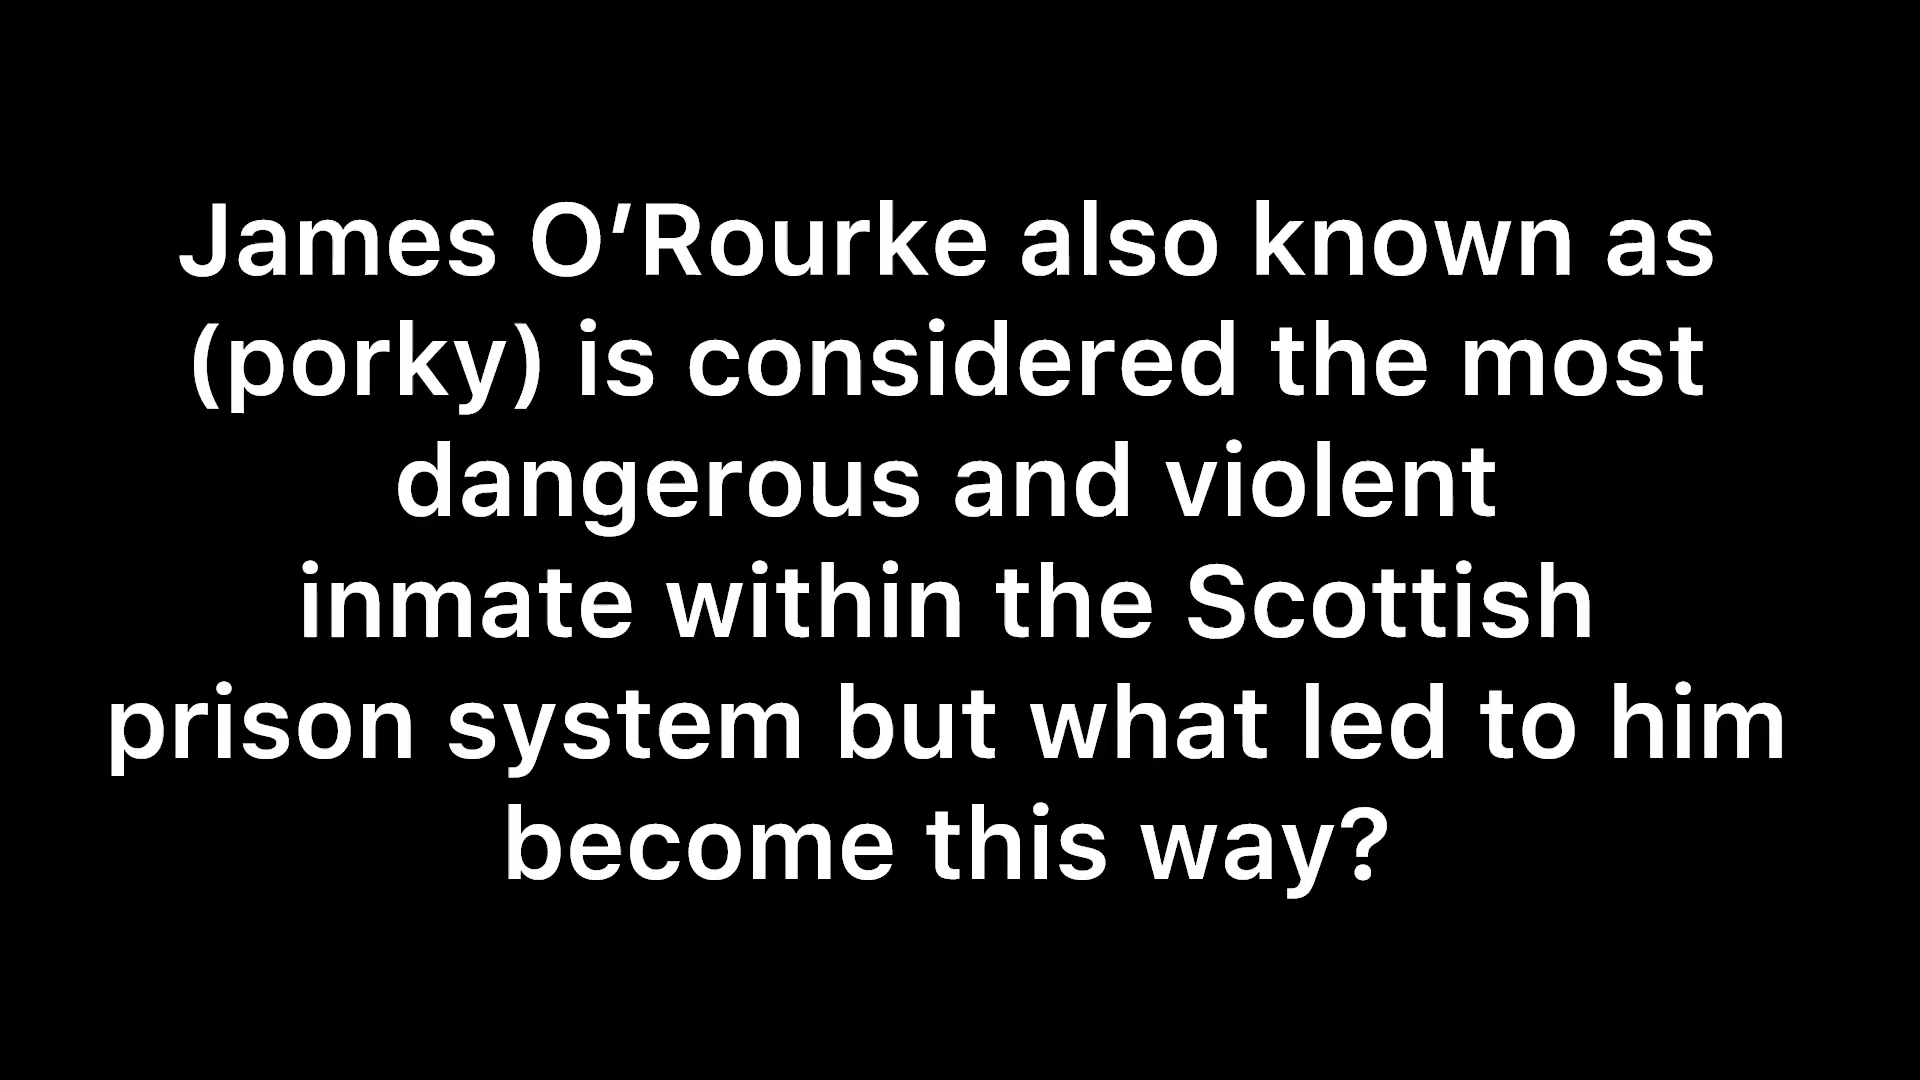 James O’Rourke also known as
(porky) is considered the most
dangerous and violent
inmate within the Scottish
prison system but what led to him
become this way?